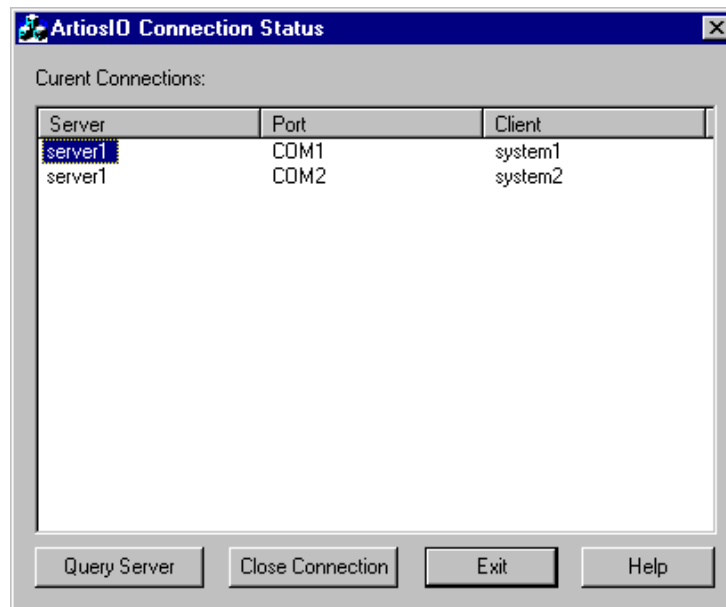 ArtiosIO Connection Status
Curent Connections:
Server Port Client
server1 COM1 system1
server1 COM2 system2
Query Server Close Connection Exit Help